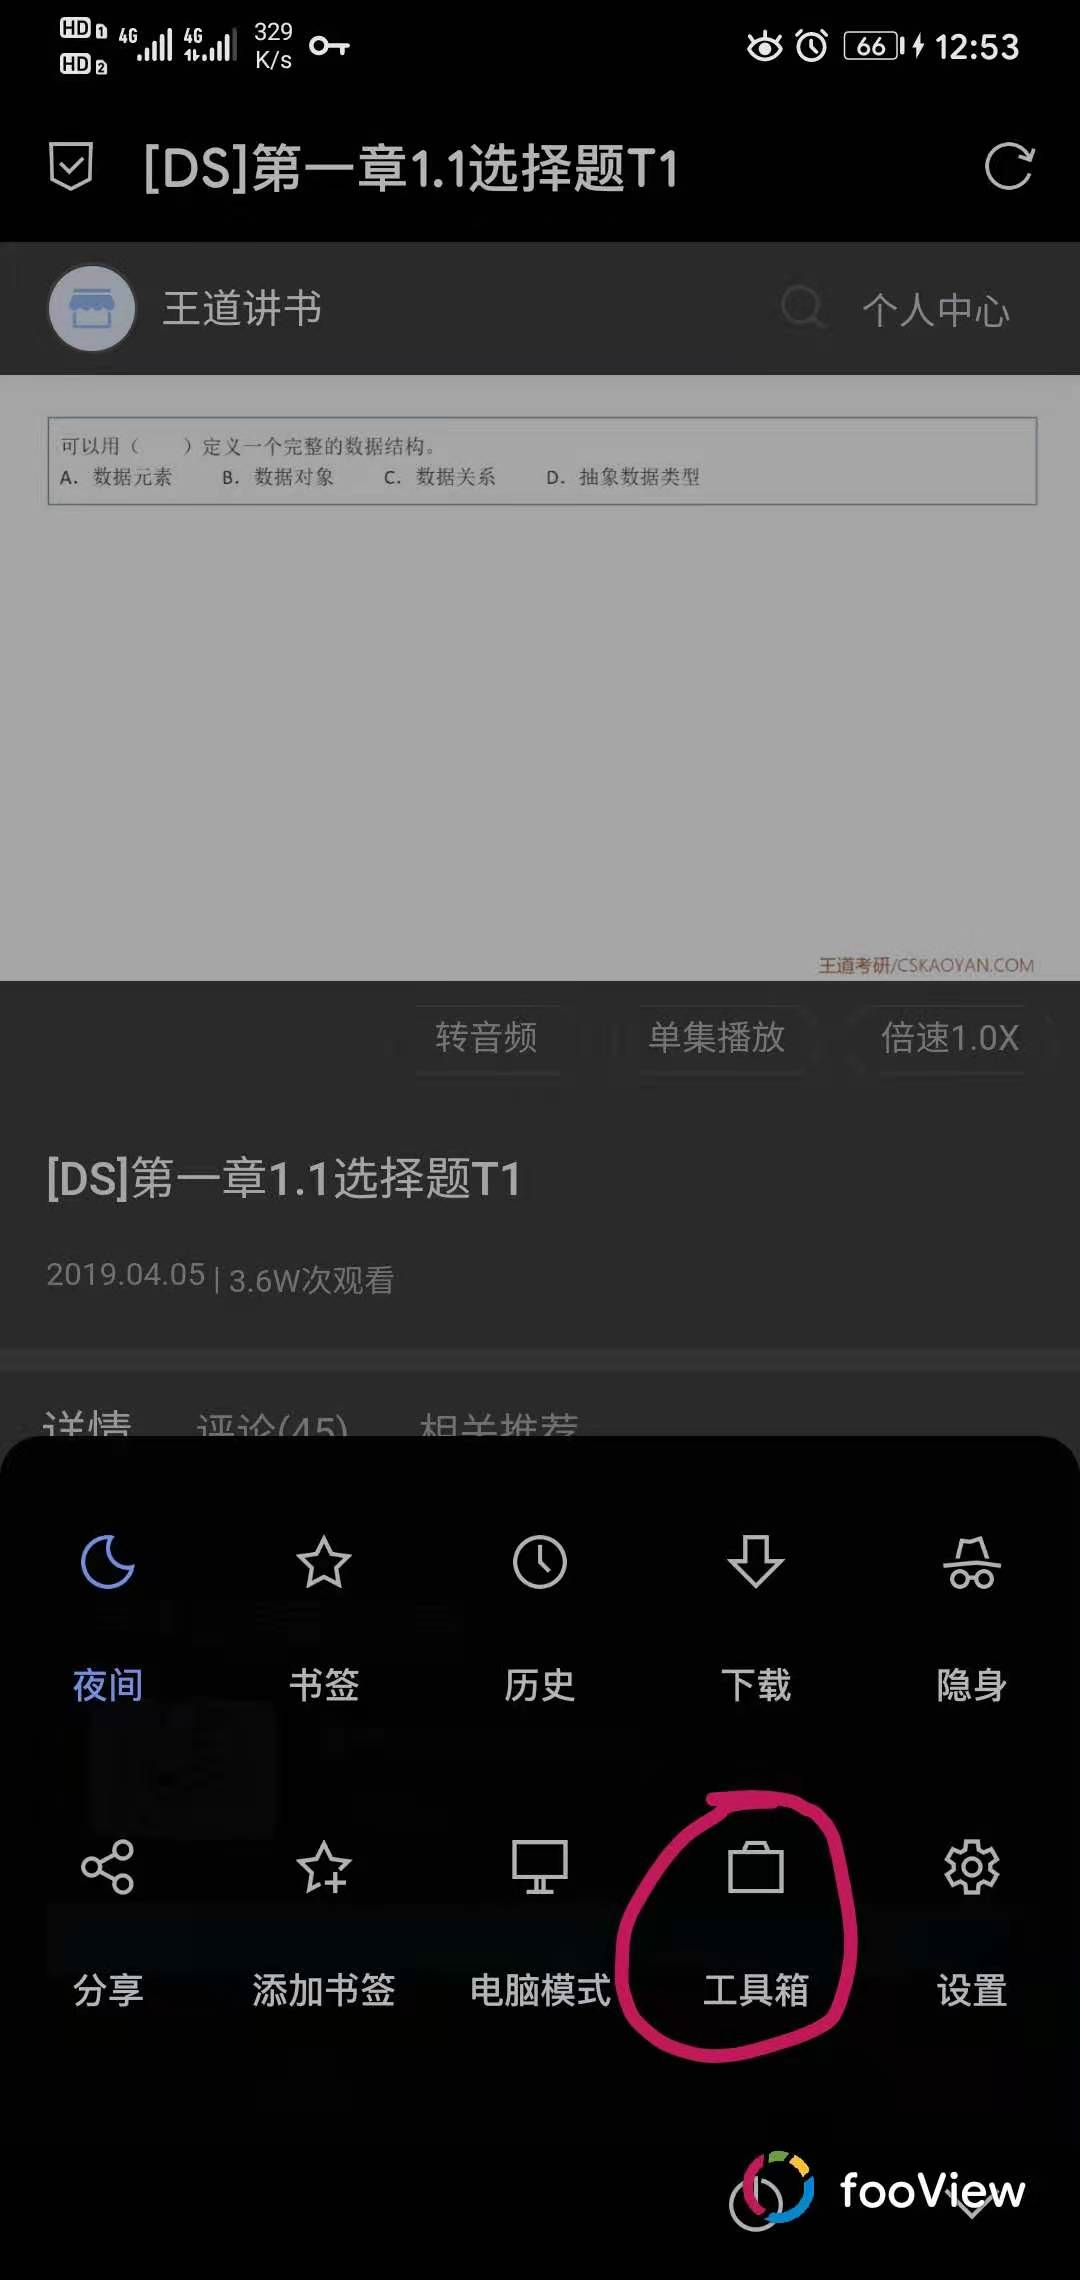 HD 1 4G 4G 329 K/s 66 12:53
HD 2
[DS]第一章1.1选择题T1
王道讲书 个人中心
可以用（ ）定义一个完整的数据结构。
A. 数据元素 B. 数据对象 C. 数据关系 D. 抽象数据类型
王道考研/CSKAOYAN.COM
转音频 单集播放 倍速1.0X
[DS]第一章1.1选择题T1
2019.04.05 | 3.6W次观看
详情 评论(45) 相关推荐
夜间 书签 历史 下载 隐身
分享 添加书签 电脑模式 工具箱 设置
fooView